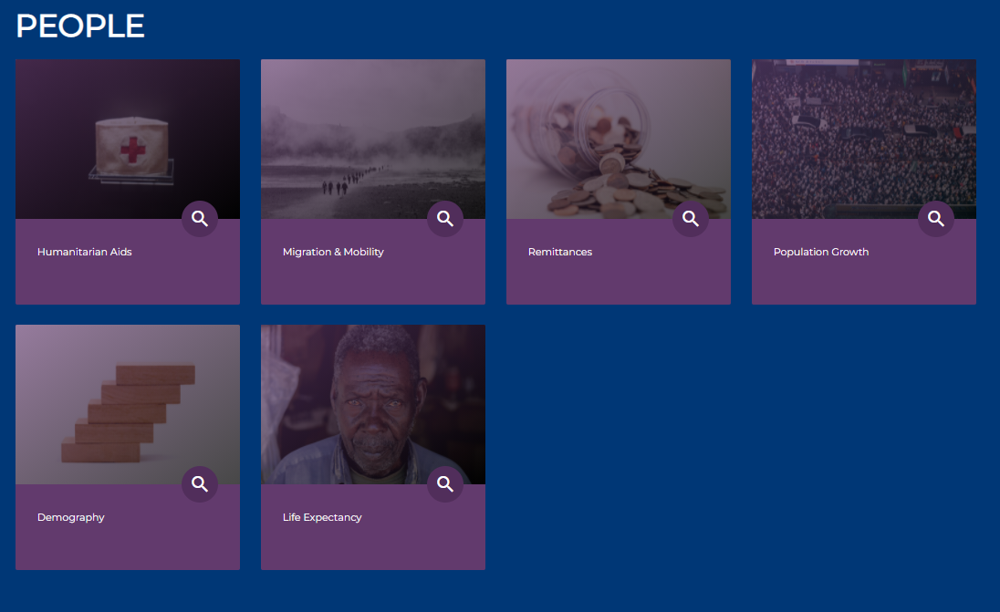 PEOPLE
Humanitarian Aids
Migration & Mobility
Remittances
Population Growth
Demography
Life Expectancy